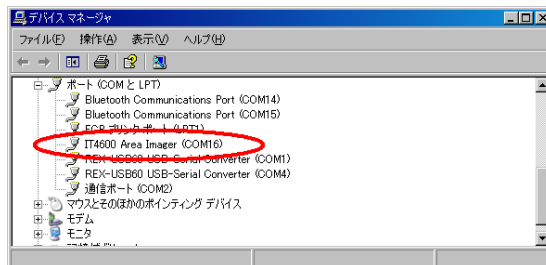 デバイス マネージャ
ファイル(F) 操作(A) 表示(V) ヘルプ(H)
ポート (COM と LPT)
Bluetooth Communications Port (COM14)
Bluetooth Communications Port (COM15)
ECP プリンタ ポート (LPT1)
IT4600 Area Imager (COM16)
REX-USB60 USB-Serial Converter (COM1)
REX-USB60 USB-Serial Converter (COM4)
通信ポート (COM2)
マウスとそのほかのポインティング デバイス
モデム
モニタ